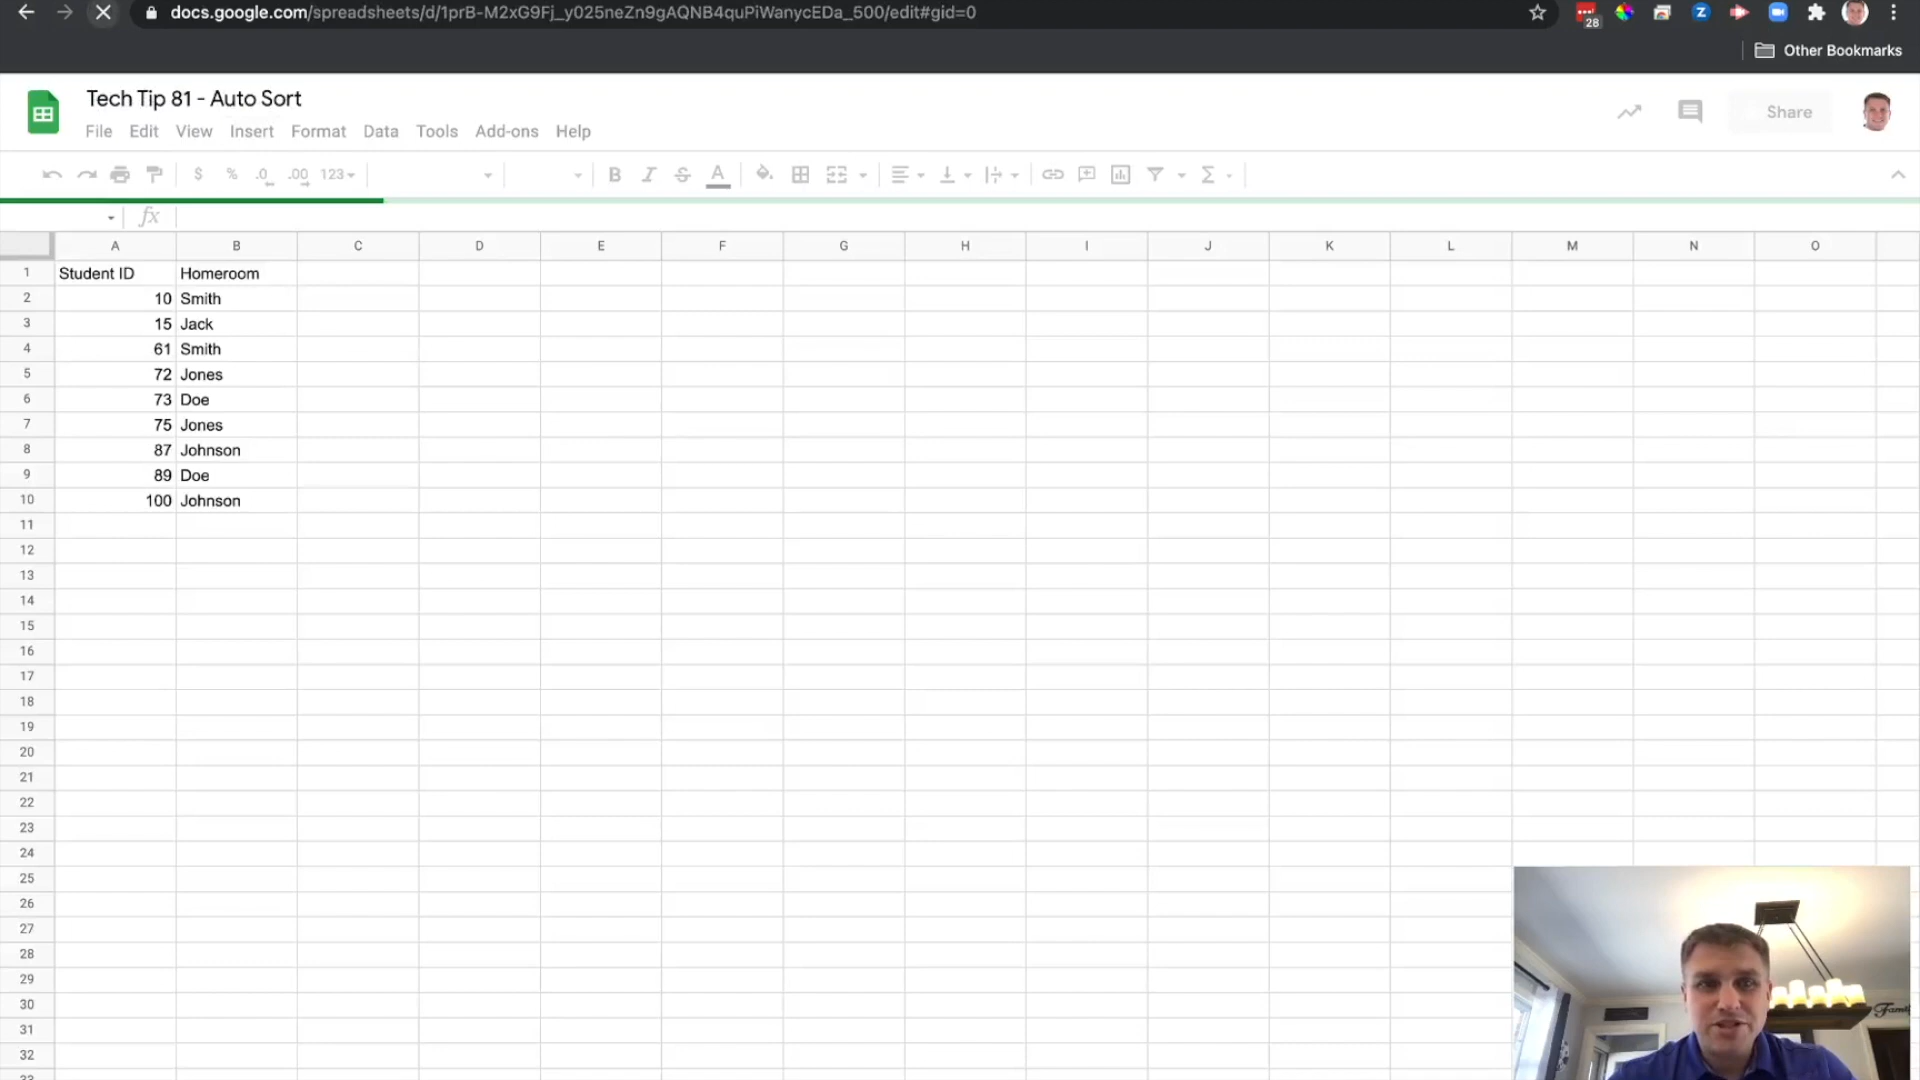 docs.google.com/spreadsheets/d/1prB-M2xG9Fj_y025neZn9gAQNB4quPiWanycEDa_500/edit#gid=0
28
Z
Other Bookmarks
Tech Tip 81 - Auto Sort
File Edit View Insert Format Data Tools Add-ons Help
Share
$ % .0 .00 123 B I S A Σ
fx
A B C D E F G H I J K L M N O
1 Student ID Homeroom
2 10 Smith
3 15 Jack
4 61 Smith
5 72 Jones
6 73 Doe
7 75 Jones
8 87 Johnson
9 89 Doe
10 100 Johnson
11
12
13
14
15
16
17
18
19
20
21
22
23
24
25
26
27
28
29
30
31
32
33